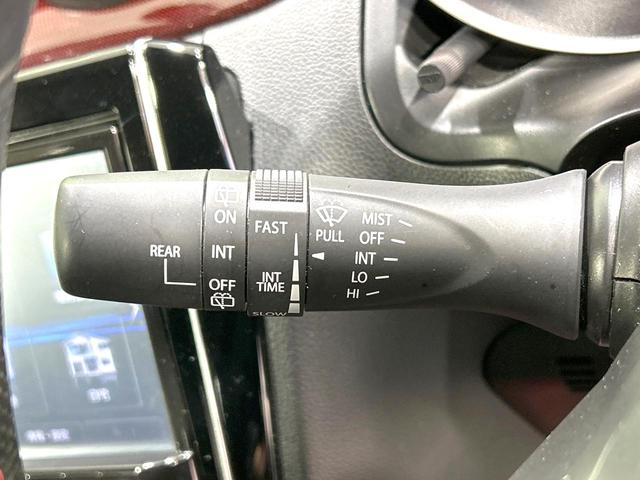 REAR
ON
INT
OFF
FAST
INT
TIME
SLOW
PULL
MIST
OFF
INT
LO
HI